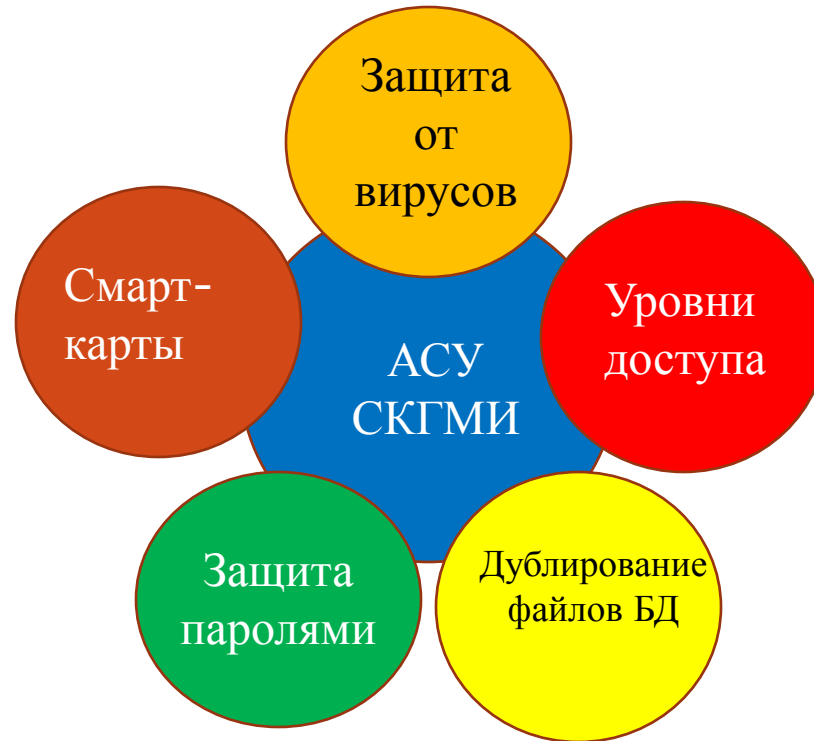 Защита
от
вирусов
Смарт-
карты
Уровни
доступа
АСУ
СКГМИ
Защита
паролями
Дублирование
файлов БД